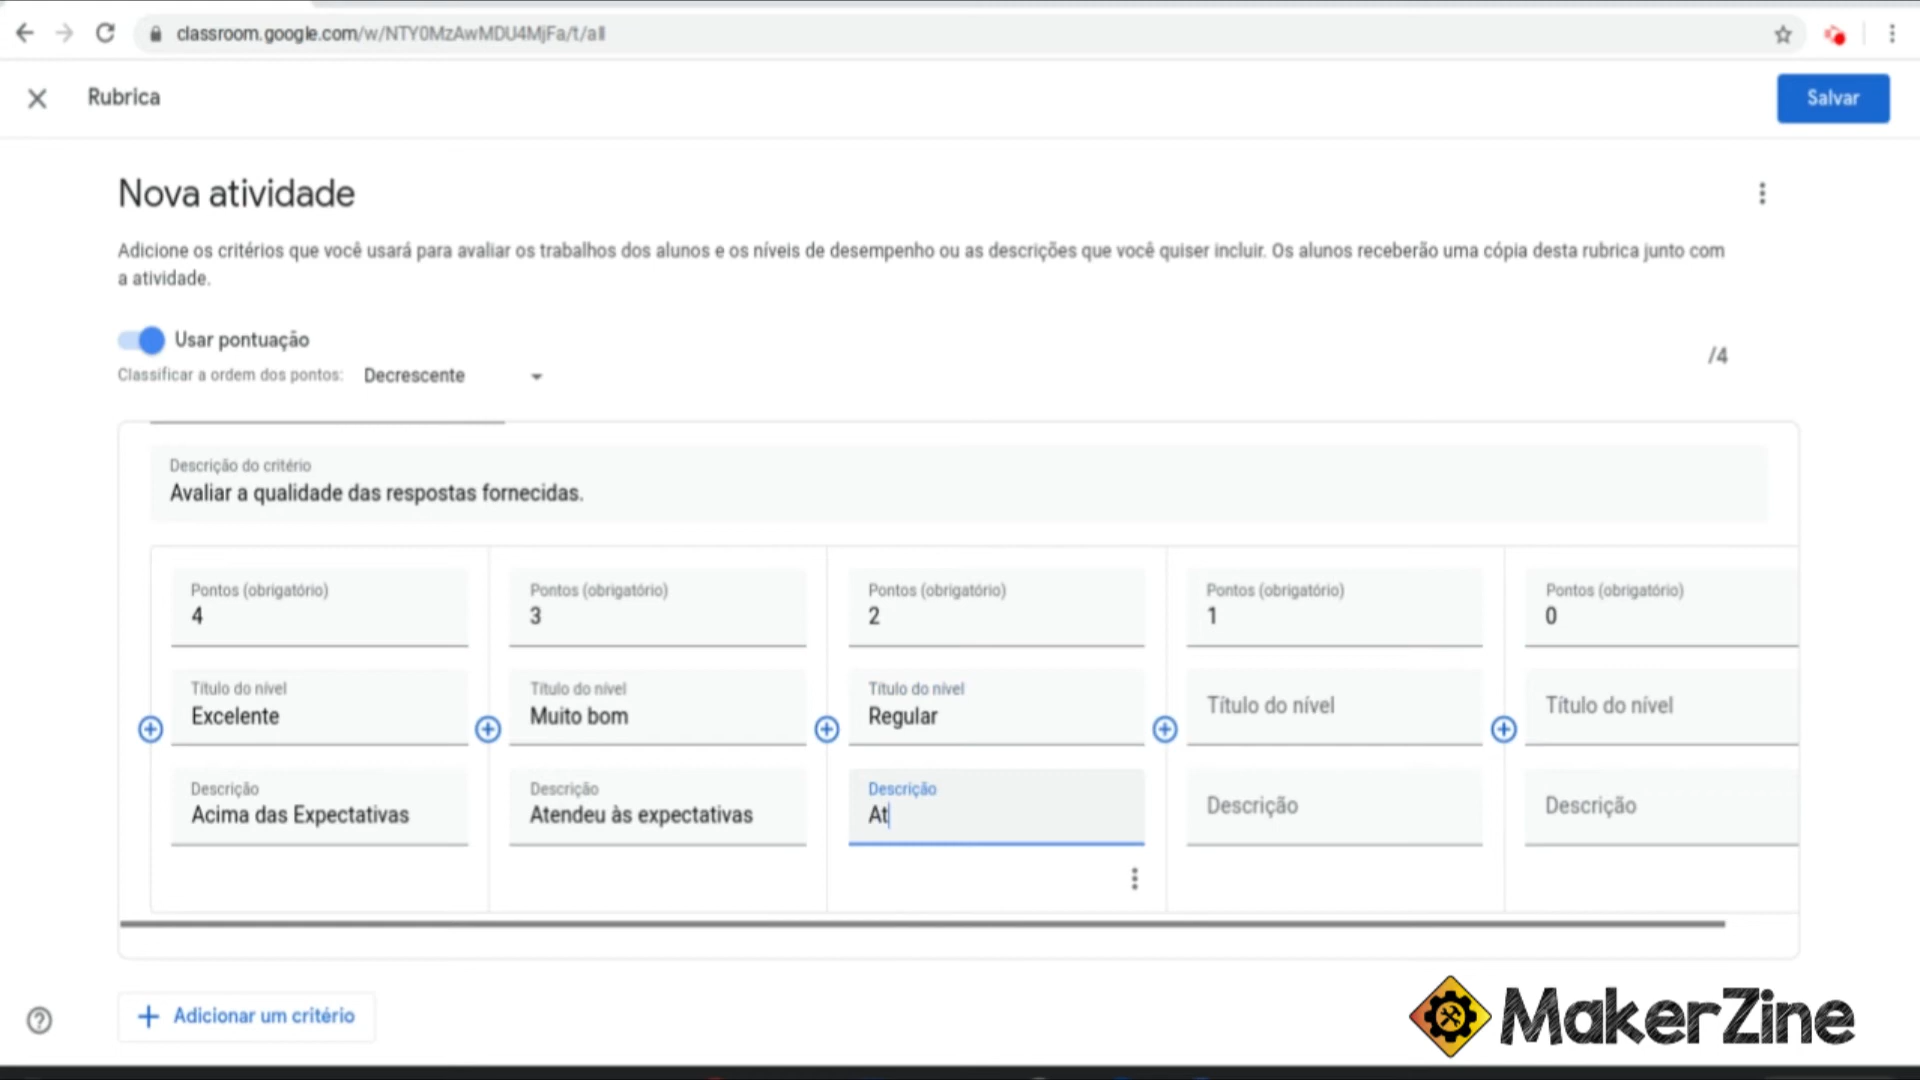 classroom.google.com/w/NTY0MzAwMDU4MjFa/t/all
Rubrica
Salvar
Nova atividade
Adicione os critérios que você usará para avaliar os trabalhos dos alunos e os níveis de desempenho ou as descrições que você quiser incluir. Os alunos receberão uma cópia desta rubrica junto com
a atividade.
Usar pontuação
/4
Classificar a ordem dos pontos: Decrescente
Descrição do critério
Avaliar a qualidade das respostas fornecidas.
Pontos (obrigatório) Pontos (obrigatório) Pontos (obrigatório) Pontos (obrigatório) Pontos (obrigatório)
4 3 2 1 0
Título do nível Título do nível Título do nível Título do nível Título do nível
Excelente Muito bom Regular
Descrição Descrição Descrição Descrição Descrição
Acima das Expectativas Atendeu às expectativas At
Adicionar um critério
MakerZine